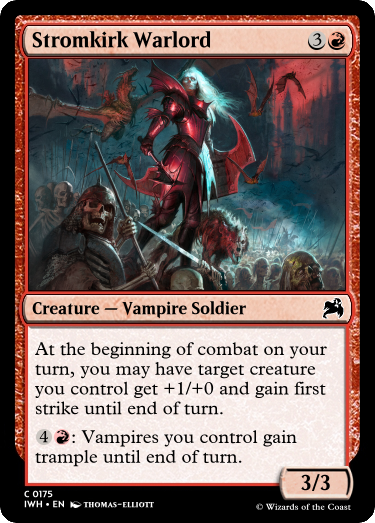 Stromkirk Warlord 3
Creature — Vampire Soldier
At the beginning of combat on your
turn, you may have target creature
you control get +1/+0 and gain first
strike until end of turn.
4 : Vampires you control gain
trample until end of turn.
3/3
C 0175
IWH • EN THOMAS-ELLIOTT
© Wizards of the Coast